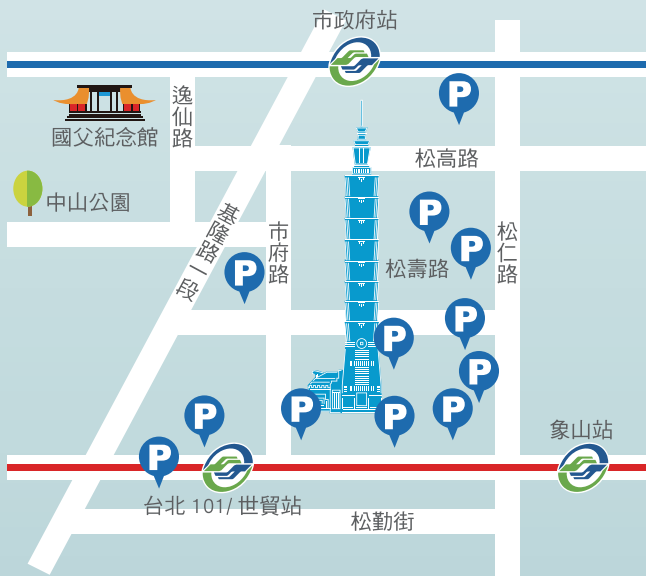 市政府站
逸仙路
國父紀念館
松高路
中山公園
基隆路一段
市府路
松仁路
松壽路
P
P
P
P
P
P
P
P
P
P
P
P
象山站
台北 101/ 世貿站
松勤街